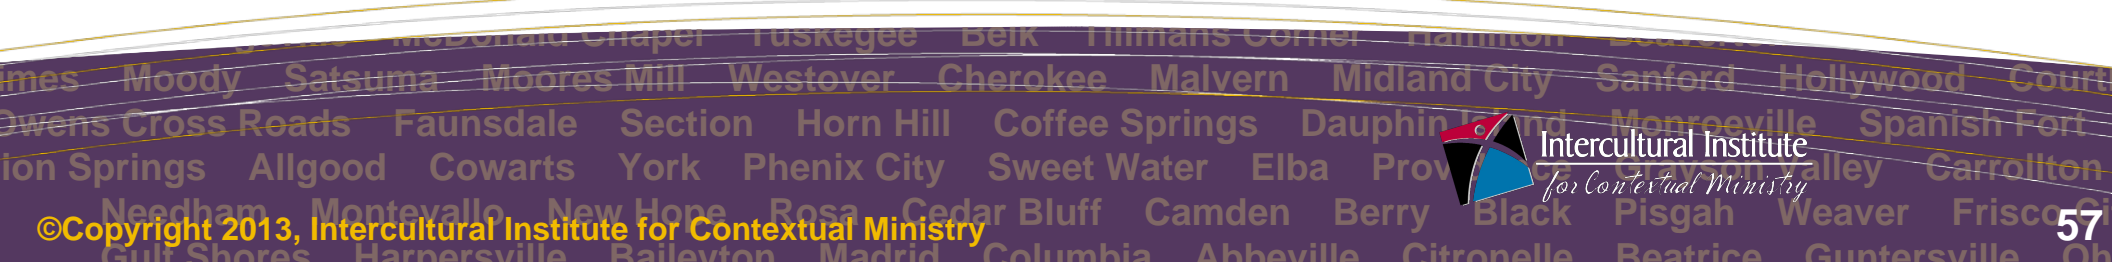 McDonald Chapel Tuskegee Belk Tillmans Corner Hamilton
Moody Satsuma Moores Mill Westover Cherokee Malvern Midland City Sanford Hollywood
Owens Cross Roads Faunsdale Section Horn Hill Coffee Springs Dauphin Island Monroeville Spanish Fort
Springs Allgood Cowarts York Phenix City Sweet Water Elba Carrollton
Intercultural Institute
for Contextual Ministry
Needham Montevallo New Hope Rosa Cedar Bluff Camden Berry Black Pisgah Weaver Frisco
©Copyright 2013, Intercultural Institute for Contextual Ministry
57
Gulf Shores Harpersville Baileyton Madrid Columbia Abbeville Citronelle Beatrice Guntersville